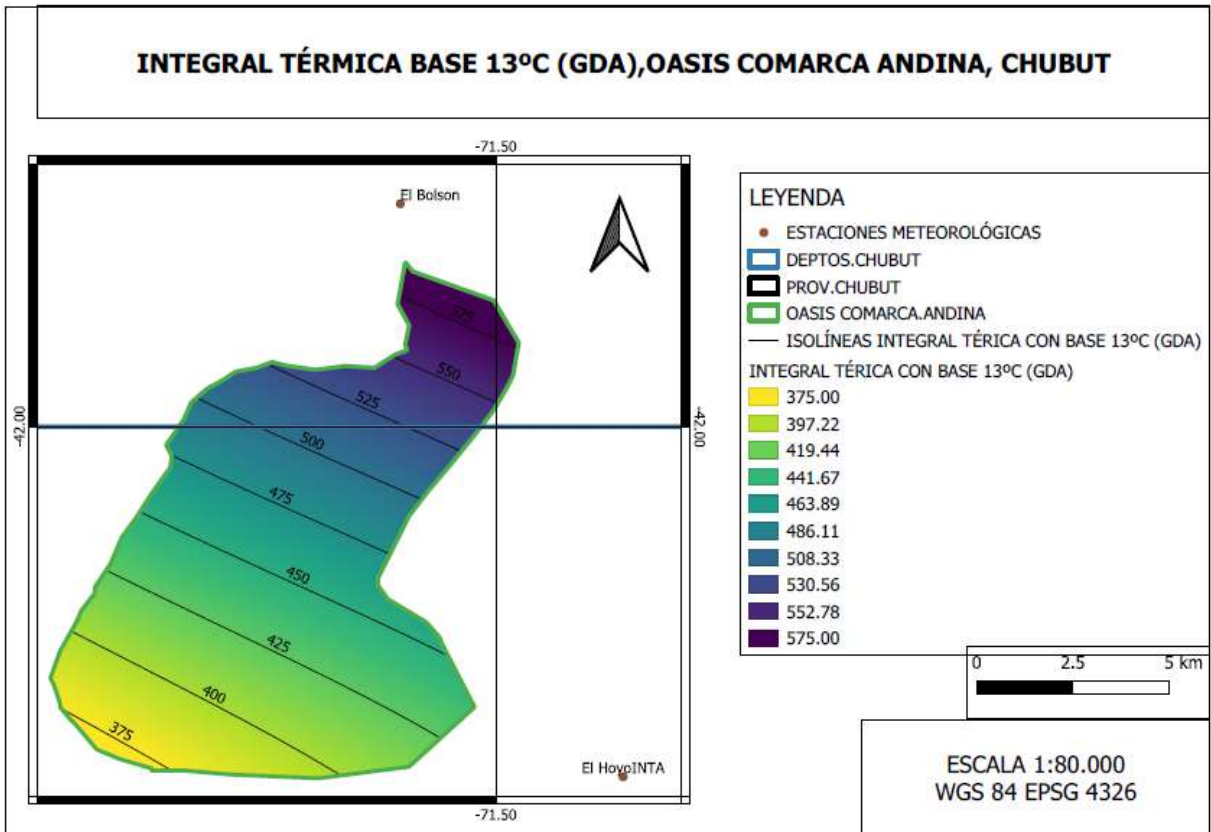 INTEGRAL TÉRMICA BASE 13ºC (GDA),OASIS COMARCA ANDINA, CHUBUT
-71.50
El Bolson
575
550
525
500
475
450
425
400
375
-42.00
-42.00
El HoyoINTA
-71.50
LEYENDA
ESTACIONES METEOROLÓGICAS
DEPTOS.CHUBUT
PROV.CHUBUT
OASIS COMARCA.ANDINA
ISOLÍNEAS INTEGRAL TÉRICA CON BASE 13ºC (GDA)
INTEGRAL TÉRICA CON BASE 13ºC (GDA)
375.00
397.22
419.44
441.67
463.89
486.11
508.33
530.56
552.78
575.00
0 2.5 5 km
ESCALA 1:80.000
WGS 84 EPSG 4326